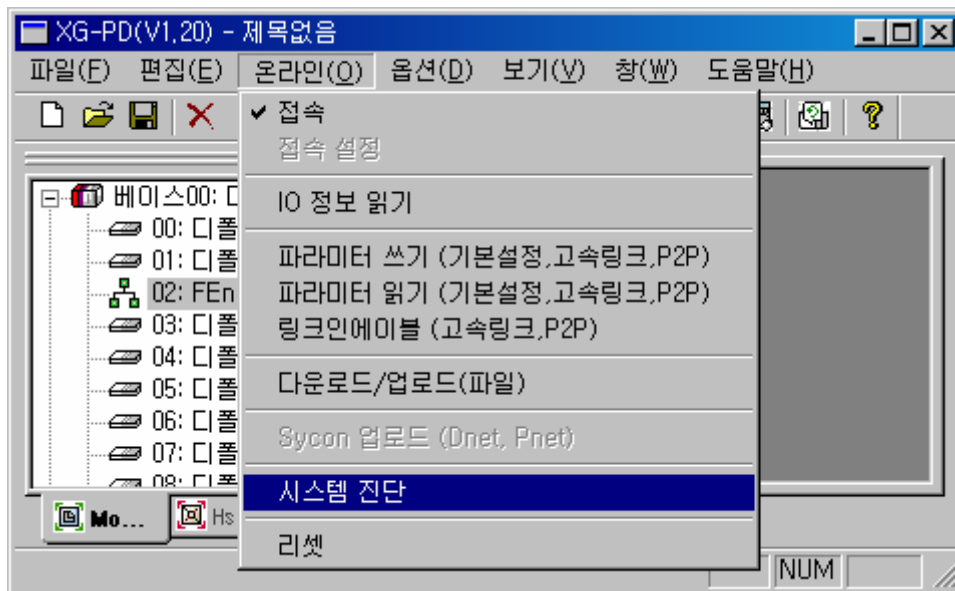 XG-PD(V1,20) - 제목없음
파일(F) 편집(E) 온라인(O) 옵션(D) 보기(V) 창(W) 도움말(H)
접속
접속 설정
IO 정보 읽기
파라미터 쓰기 (기본설정,고속링크,P2P)
파라미터 읽기 (기본설정,고속링크,P2P)
링크인에이블 (고속링크,P2P)
다운로드/업로드(파일)
Sycon 업로드 (Dnet, Pnet)
시스템 진단
리셋
베이스00: 디
00: 디폴
01: 디폴
02: FEn
03: 디폴
04: 디폴
05: 디폴
06: 디폴
07: 디폴
08: 디폴
Mo...
Hs
NUM